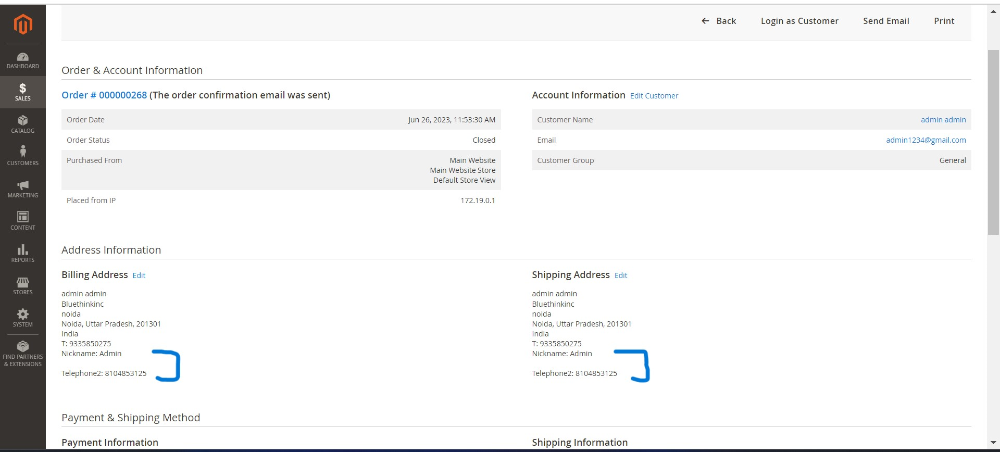 ← Back Login as Customer Send Email Print
DASHBOARD
SALES
CATALOG
CUSTOMERS
MARKETING
CONTENT
REPORTS
STORES
SYSTEM
FIND PARTNERS
& EXTENSIONS
Order & Account Information
Order # 000000268 (The order confirmation email was sent)
Order Date Jun 26, 2023, 11:53:30 AM
Order Status Closed
Purchased From Main Website
Main Website Store
Default Store View
Placed from IP 172.19.0.1
Account Information Edit Customer
Customer Name admin admin
Email admin1234@gmail.com
Customer Group General
Address Information
Billing Address Edit
admin admin
Bluethinkinc
noida
Noida, Uttar Pradesh, 201301
India
T: 9335850275
Nickname: Admin
Telephone2: 8104853125
Shipping Address Edit
admin admin
Bluethinkinc
noida
Noida, Uttar Pradesh, 201301
India
T: 9335850275
Nickname: Admin
Telephone2: 8104853125
Payment & Shipping Method
Payment Information
Shipping Information